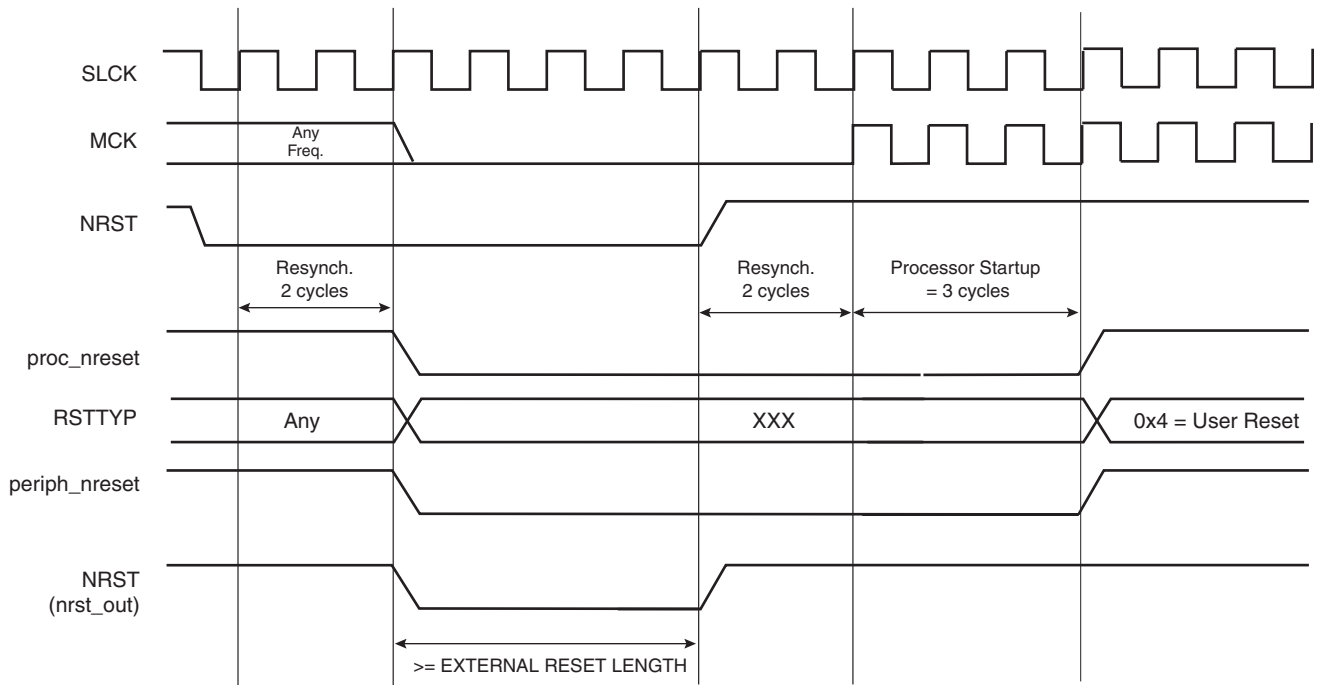 SLCK
MCK
Any
Freq.
NRST
Resynch.
2 cycles
Resynch.
2 cycles
Processor Startup
= 3 cycles
proc_nreset
RSTTYP
Any
XXX
0x4 = User Reset
periph_nreset
NRST
(nrst_out)
>= EXTERNAL RESET LENGTH